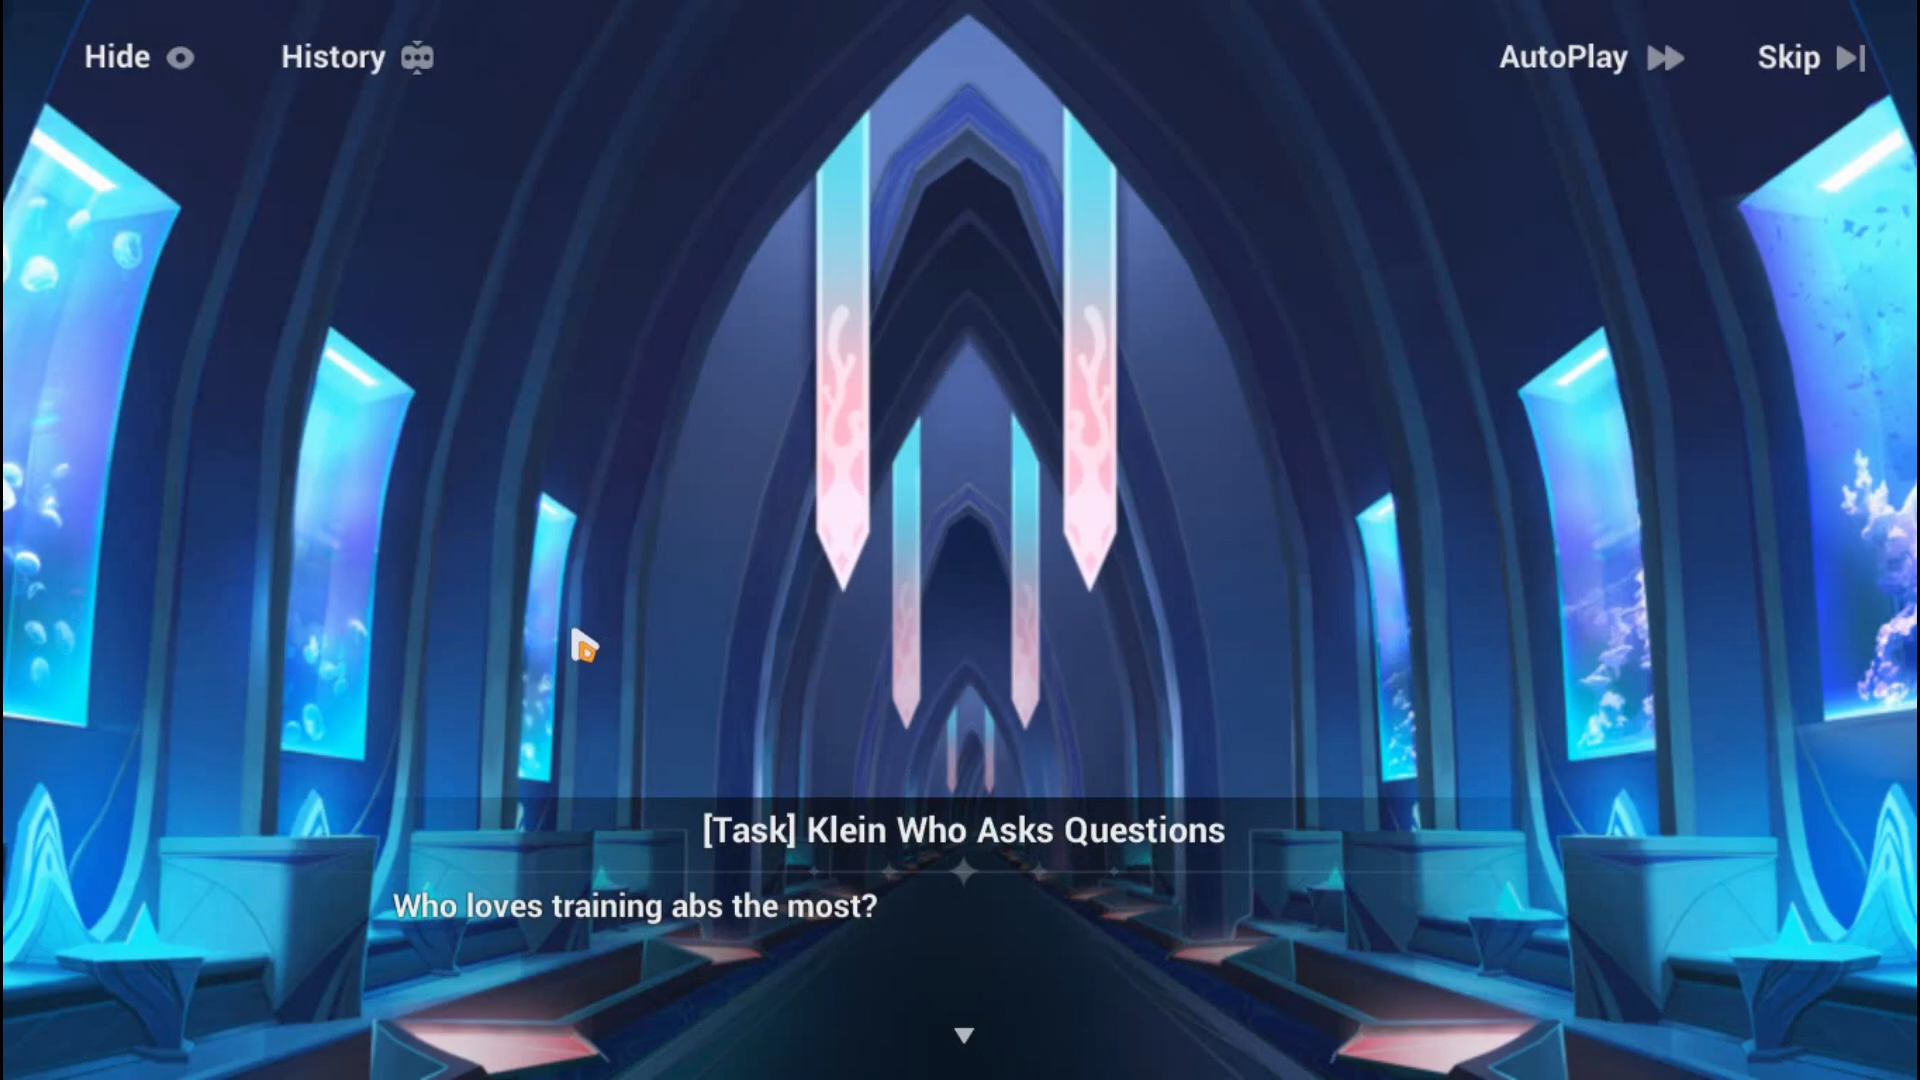 Hide
History
AutoPlay
Skip
[Task] Klein Who Asks Questions
Who loves training abs the most?